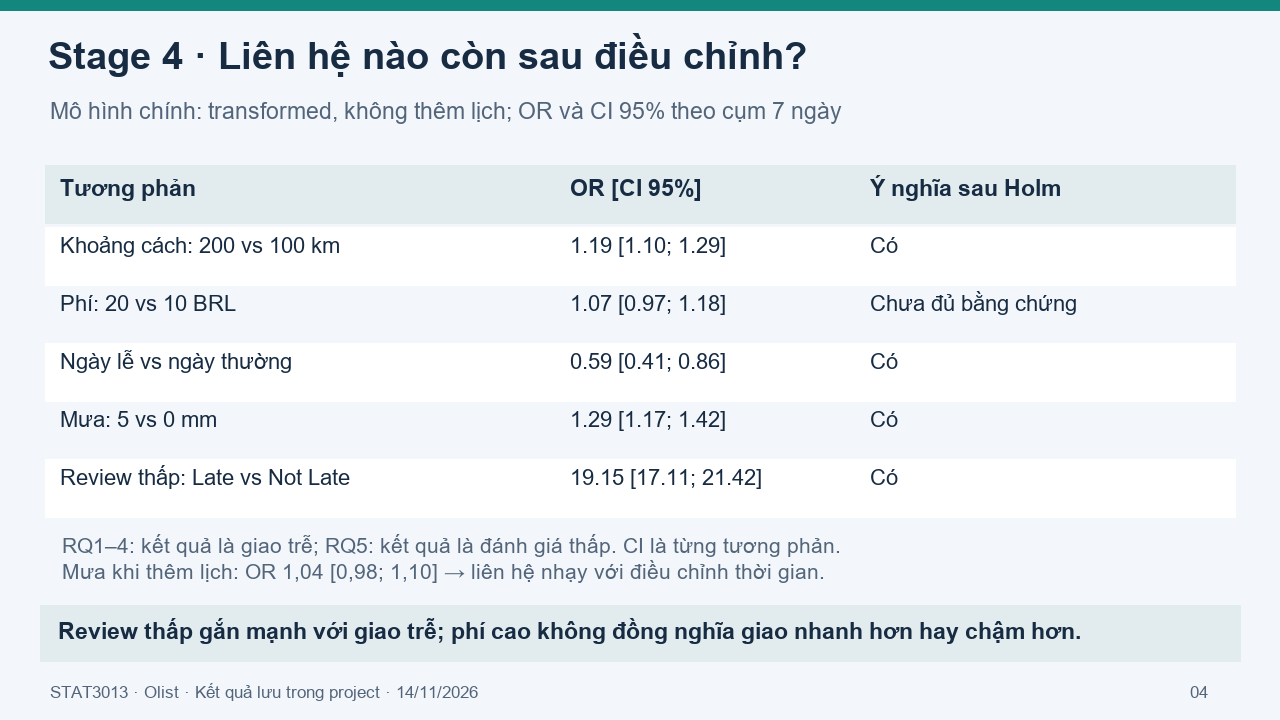 Stage 4 · Liên hệ nào còn sau điều chỉnh?
Mô hình chính: transformed, không thêm lịch; OR và CI 95% theo cụm 7 ngày
Tương phản OR [CI 95%] Ý nghĩa sau Holm
Khoảng cách: 200 vs 100 km 1.19 [1.10; 1.29] Có
Phí: 20 vs 10 BRL 1.07 [0.97; 1.18] Chưa đủ bằng chứng
Ngày lễ vs ngày thường 0.59 [0.41; 0.86] Có
Mưa: 5 vs 0 mm 1.29 [1.17; 1.42] Có
Review thấp: Late vs Not Late 19.15 [17.11; 21.42] Có
RQ1–4: kết quả là giao trễ; RQ5: kết quả là đánh giá thấp. CI là từng tương phản.
Mưa khi thêm lịch: OR 1,04 [0,98; 1,10] → liên hệ nhạy với điều chỉnh thời gian.
Review thấp gắn mạnh với giao trễ; phí cao không đồng nghĩa giao nhanh hơn hay chậm hơn.
STAT3013 · Olist · Kết quả lưu trong project · 14/11/2026 04